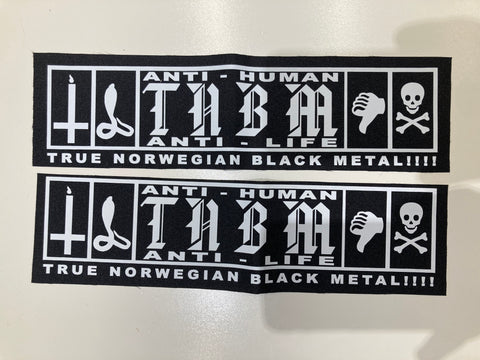 ANTI - HUMAN
TNBM
ANTI - LIFE
TRUE NORWEGIAN BLACK METAL!!!!
ANTI - HUMAN
TNBM
ANTI - LIFE
TRUE NORWEGIAN BLACK METAL!!!!